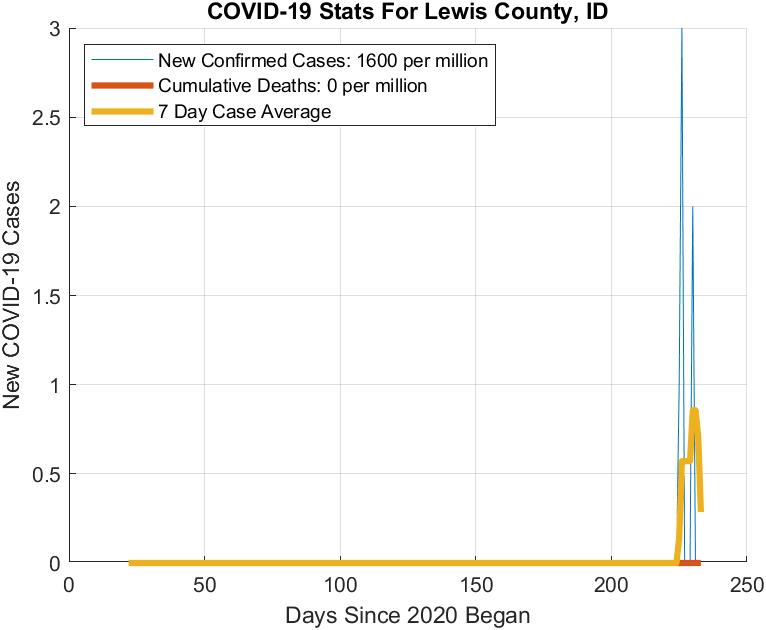 COVID-19 Stats For Lewis County, ID
New Confirmed Cases: 1600 per million
Cumulative Deaths: 0 per million
7 Day Case Average
New COVID-19 Cases
3
2.5
2
1.5
1
0.5
0
0 50 100 150 200 250
Days Since 2020 Began